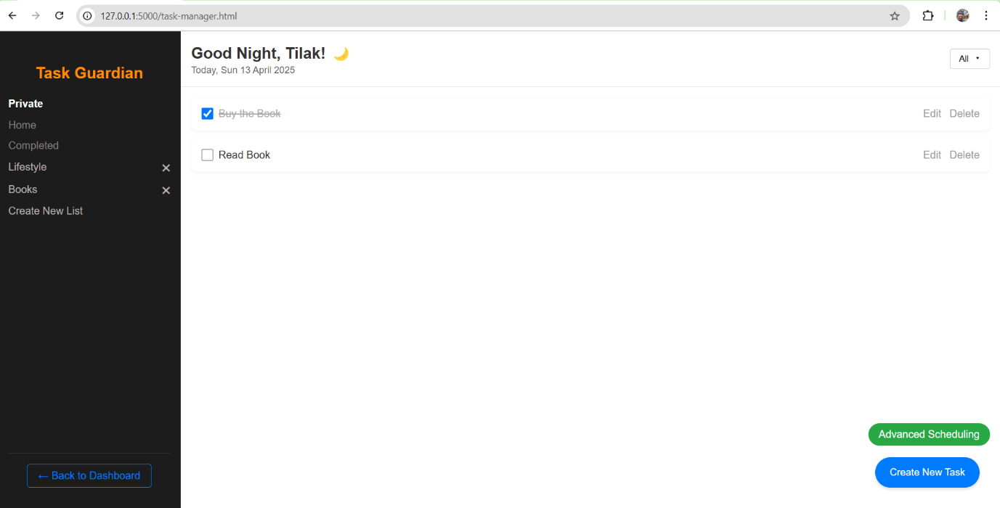 127.0.0.1:5000/task-manager.html
Task Guardian
Private
Home
Completed
Lifestyle ✕
Books ✕
Create New List
← Back to Dashboard
Good Night, Tilak! 🌙
Today, Sun 13 April 2025
All ▼
Buy the Book Edit Delete
Read Book Edit Delete
Advanced Scheduling
Create New Task